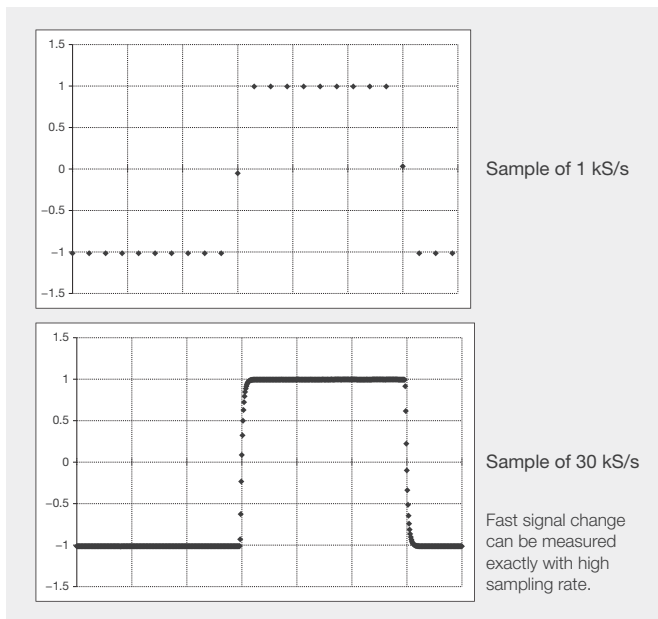 1.5
1
0.5
0
−0.5
−1
−1.5
Sample of 1 kS/s
1.5
1
0.5
0
−0.5
−1
−1.5
Sample of 30 kS/s
Fast signal change
can be measured
exactly with high
sampling rate.